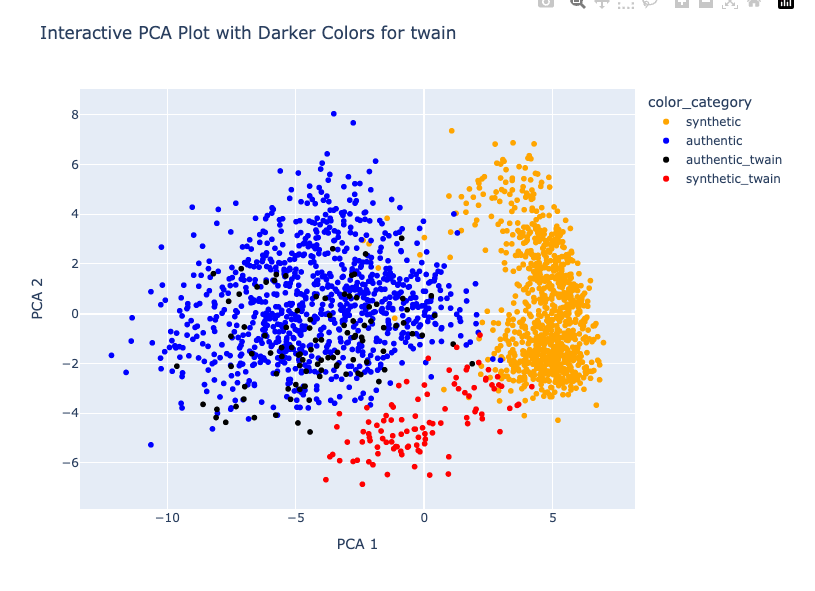 Interactive PCA Plot with Darker Colors for twain
color_category
synthetic
authentic
authentic_twain
synthetic_twain
8
6
4
2
0
−2
−4
−6
PCA 2
−10
−5
0
5
PCA 1